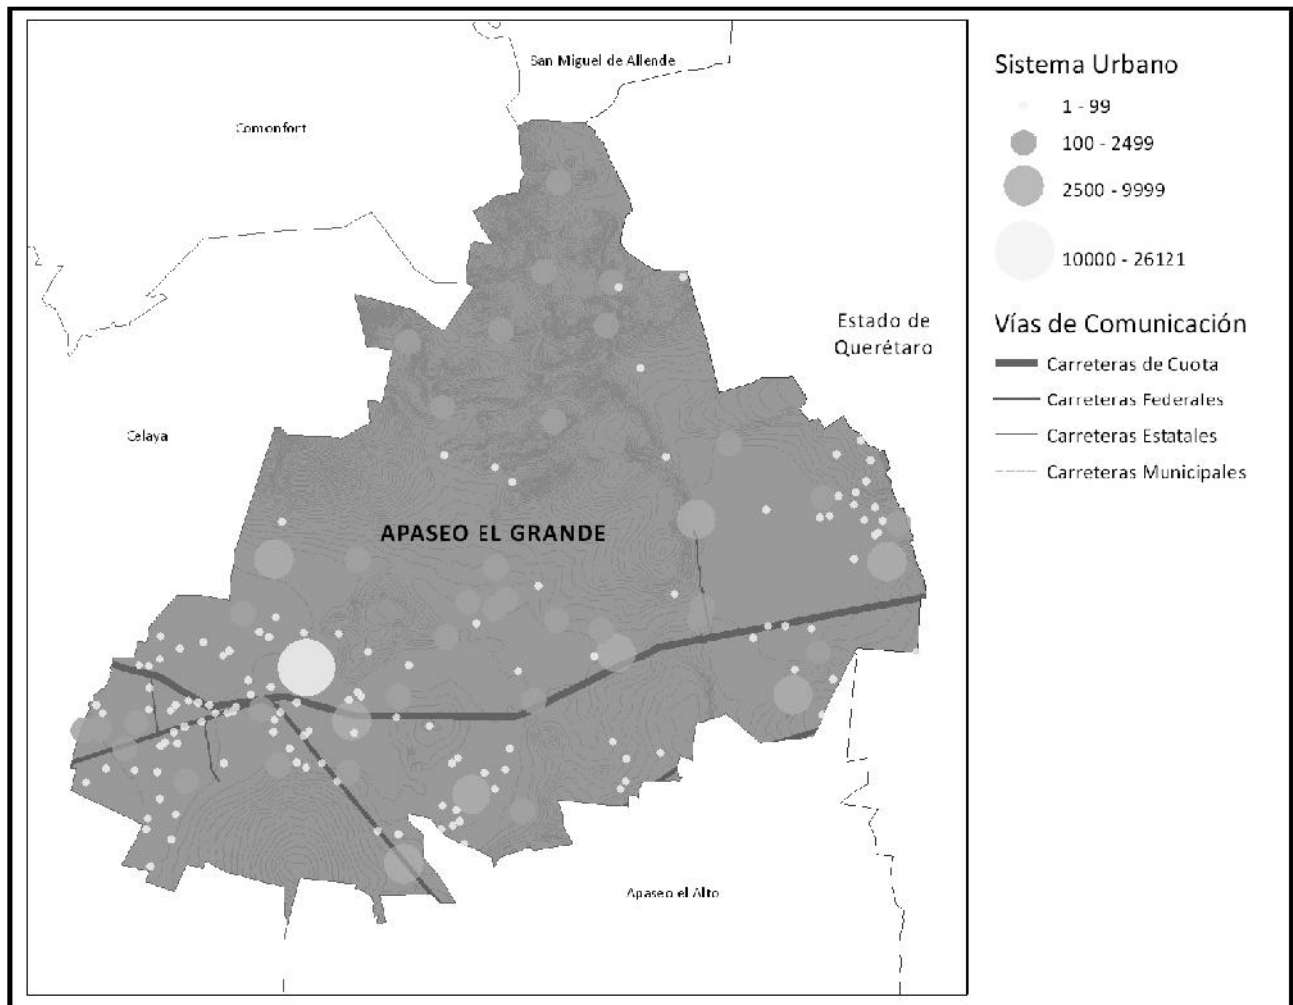 San Miguel de Allende
Comonfort
Estado de
Querétaro
Celaya
APASEO EL GRANDE
Apaseo el Alto
Sistema Urbano
1 - 99
100 - 2499
2500 - 9999
10000 - 26121
Vías de Comunicación
Carreteras de Cuota
Carreteras Federales
Carreteras Estatales
Carreteras Municipales